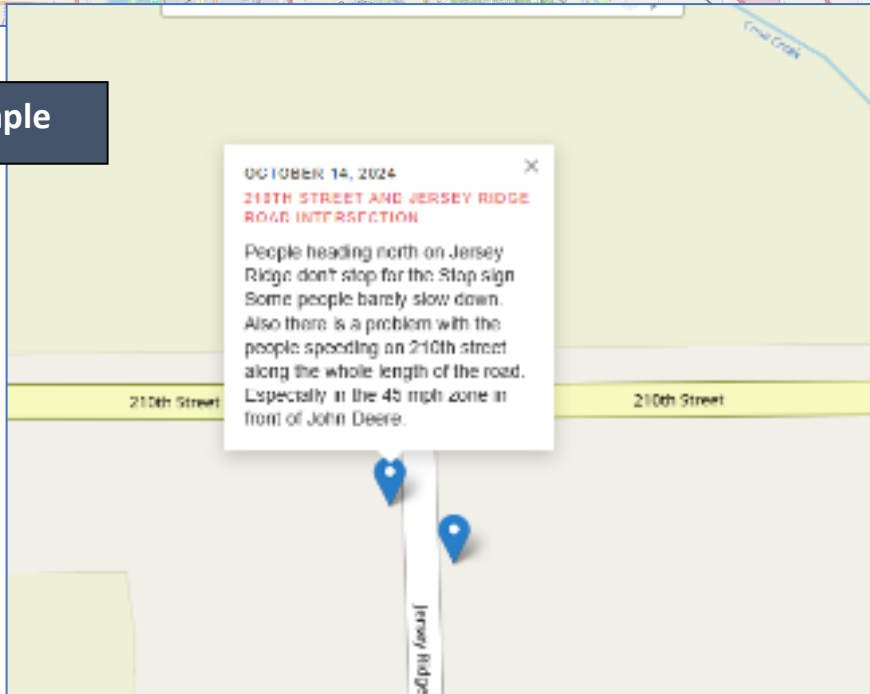 Crow Creek
ple
OCTOBER 14, 2024
210TH STREET AND JERSEY RIDGE
ROAD INTERSECTION
People heading north on Jersey
Ridge don't stop for the Stop sign
Some people barely slow down.
Also there is a problem with the
people speeding on 210th street
along the whole length of the road.
Especially in the 45 mph zone in
front of John Deere.
210th Street
210th Street
Jersey Ridge